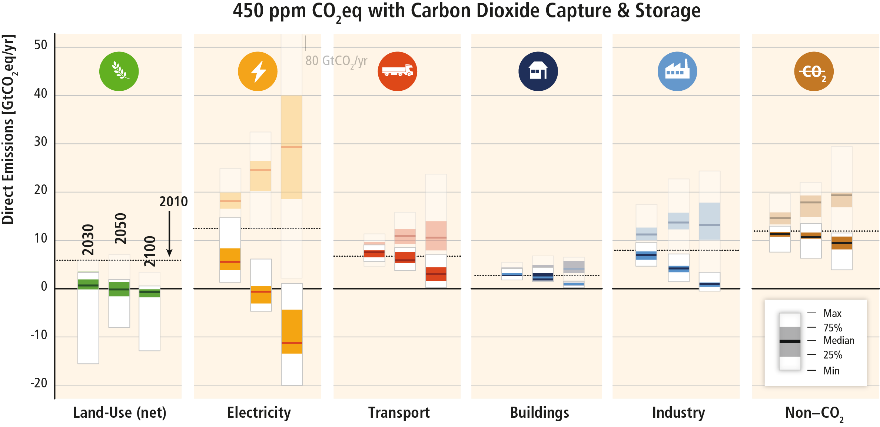 450 ppm CO₂eq with Carbon Dioxide Capture & Storage
Direct Emissions [GtCO₂eq/yr]
50
40
30
20
10
0
-10
-20
80 GtCO₂/yr
CO₂
2030
2050
2100
2010
Max
75%
Median
25%
Min
Land-Use (net)
Electricity
Transport
Buildings
Industry
Non–CO₂